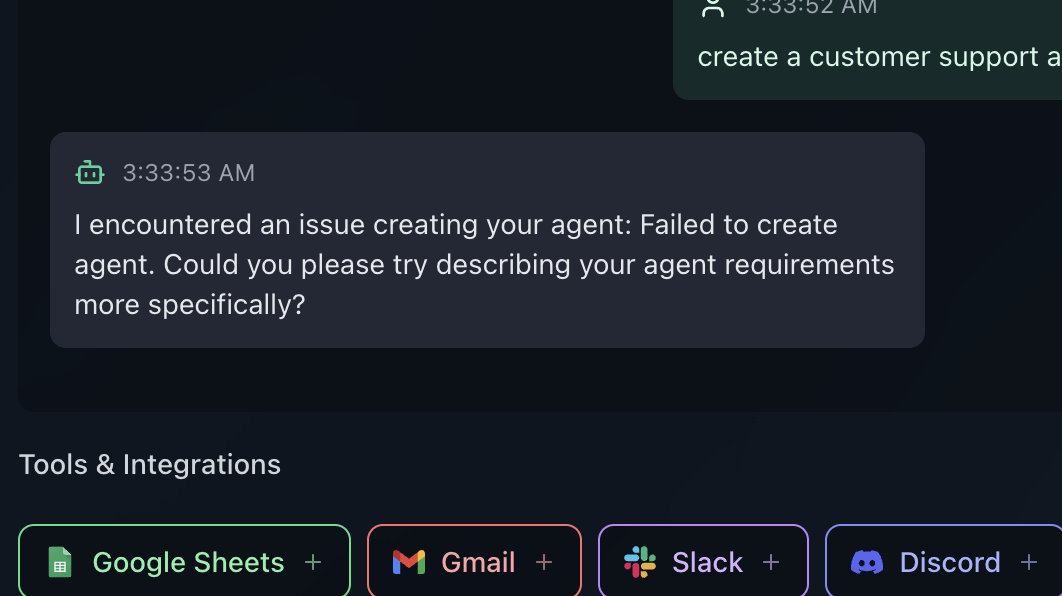 3:33:52 AM
create a customer support a
3:33:53 AM
I encountered an issue creating your agent: Failed to create
agent. Could you please try describing your agent requirements
more specifically?
Tools & Integrations
Google Sheets +
Gmail +
Slack +
Discord +